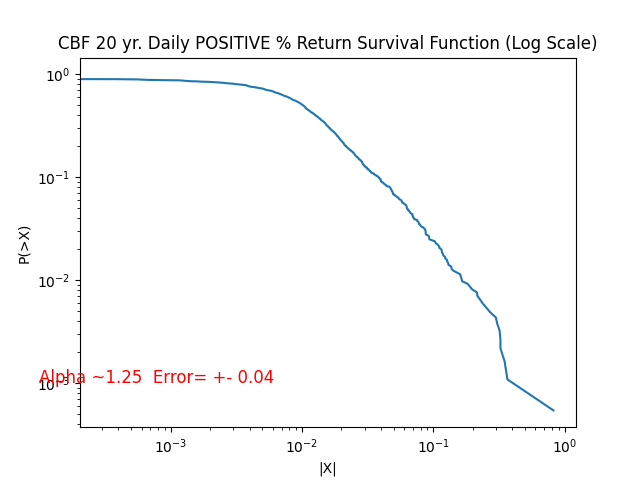 CBF 20 yr. Daily POSITIVE % Return Survival Function (Log Scale)
10⁰
10⁻¹
P(>X)
10⁻²
10⁻³
Alpha ~1.25 Error= +- 0.04
10⁻³
10⁻²
10⁻¹
10⁰
|X|